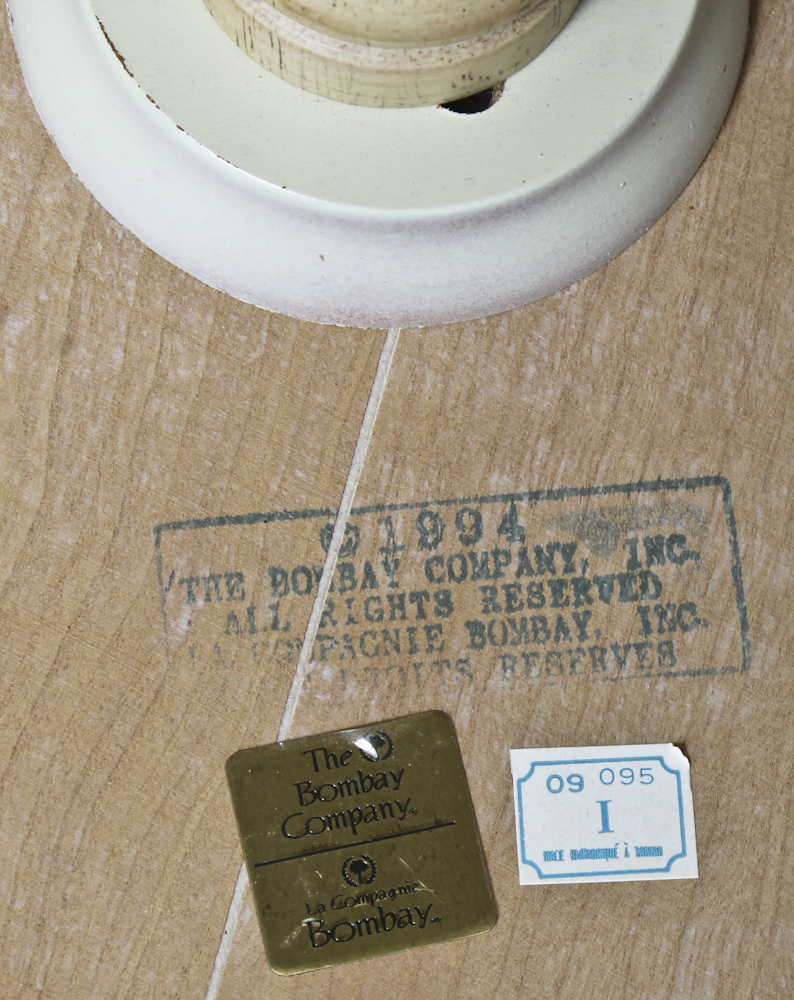 © 1994
THE BOMBAY COMPANY, INC.
ALL RIGHTS RESERVED
LA COMPAGNIE BOMBAY, INC.
RESERVES
The
Bombay
Company
La Compagnie
Bombay
09 095
I
À